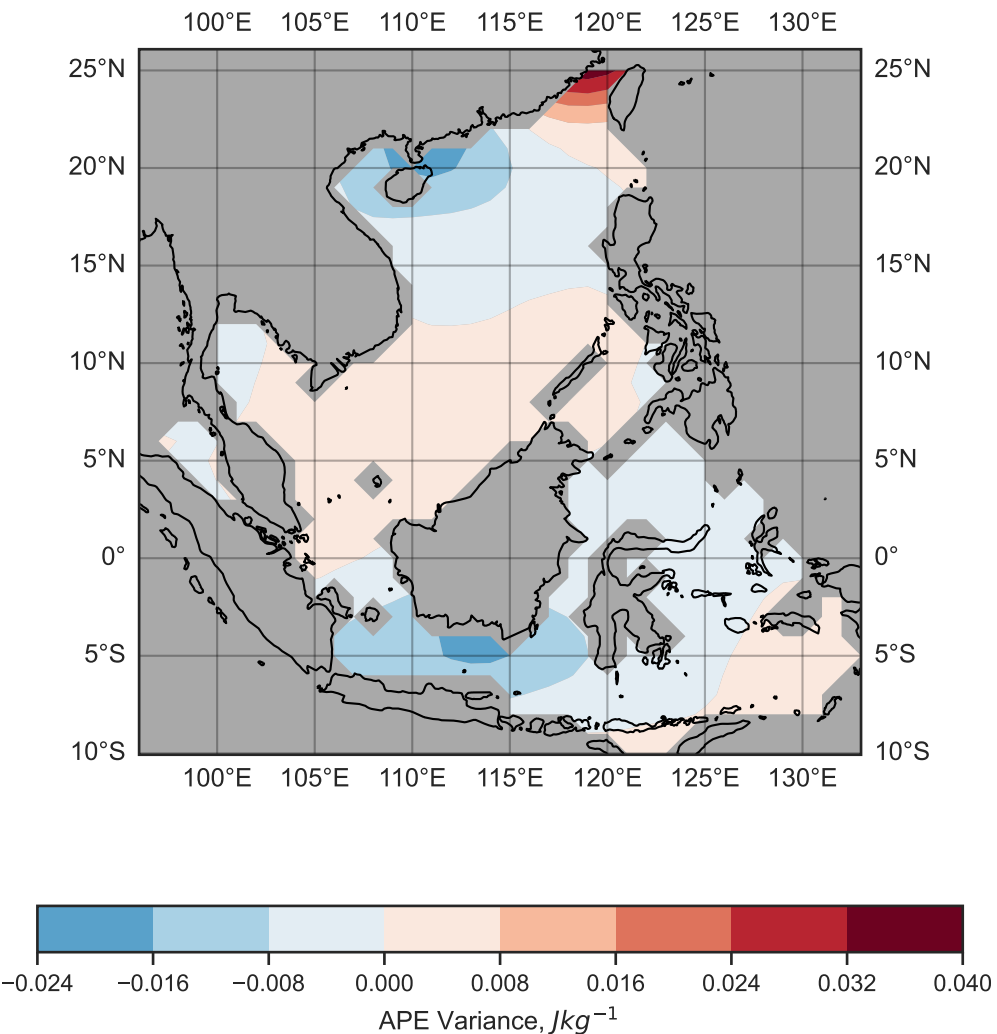 100°E 105°E 110°E 115°E 120°E 125°E 130°E
25°N 25°N
20°N 20°N
15°N 15°N
10°N 10°N
5°N 5°N
0° 0°
5°S 5°S
10°S 10°S
100°E 105°E 110°E 115°E 120°E 125°E 130°E
−0.024 −0.016 −0.008 0.000 0.008 0.016 0.024 0.032 0.040
APE Variance, Jkg⁻¹